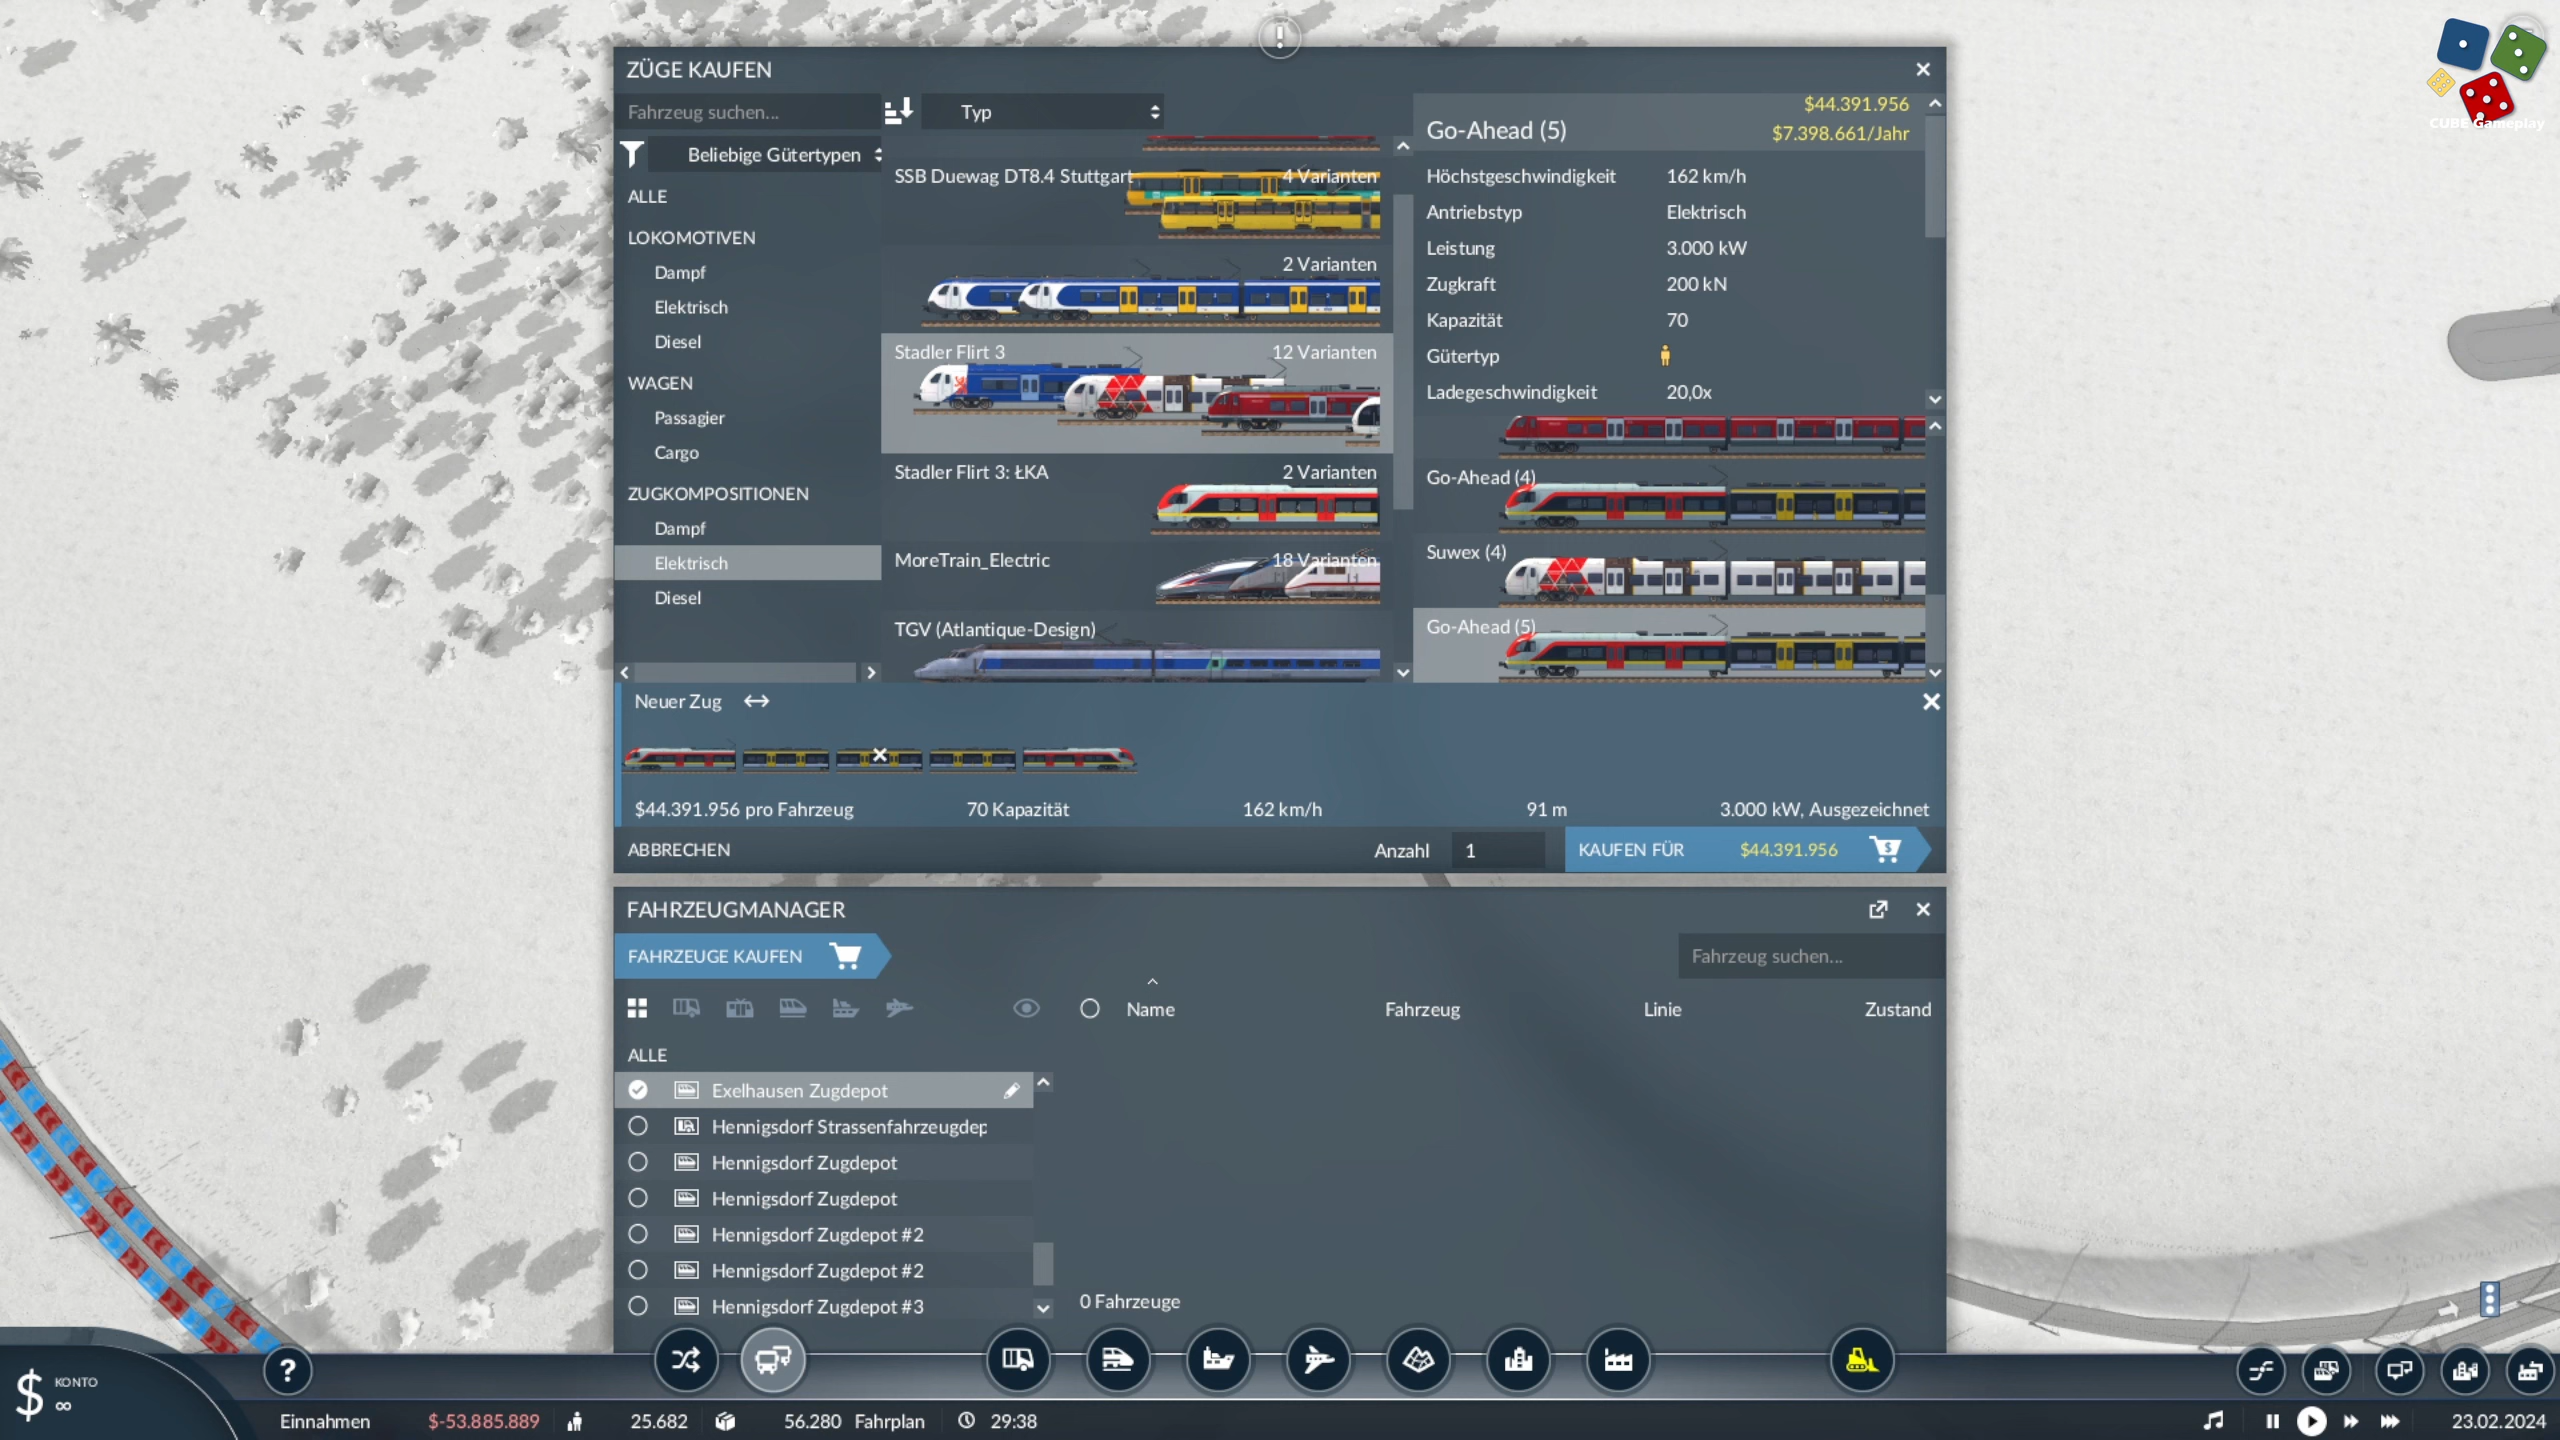 ZÜGE KAUFEN
Fahrzeug suchen...
Typ
Beliebige Gütertypen
ALLE
LOKOMOTIVEN
Dampf
Elektrisch
Diesel
WAGEN
Passagier
Cargo
ZUGKOMPOSITIONEN
Dampf
Elektrisch
Diesel
SSB Duewag DT8.4 Stuttgart 4 Varianten
2 Varianten
Stadler Flirt 3 12 Varianten
Stadler Flirt 3: ŁKA 2 Varianten
MoreTrain_Electric 18 Varianten
TGV (Atlantique-Design)
Go-Ahead (5)
$44.391.956
$7.398.661/Jahr
Höchstgeschwindigkeit 162 km/h
Antriebstyp Elektrisch
Leistung 3.000 kW
Zugkraft 200 kN
Kapazität 70
Gütertyp
Ladegeschwindigkeit 20,0x
Go-Ahead (4)
Suwex (4)
Go-Ahead (5)
Neuer Zug
$44.391.956 pro Fahrzeug 70 Kapazität 162 km/h 91 m 3.000 kW, Ausgezeichnet
ABBRECHEN Anzahl 1 KAUFEN FÜR $44.391.956
FAHRZEUGMANAGER
FAHRZEUGE KAUFEN
Fahrzeug suchen...
Name Fahrzeug Linie Zustand
ALLE
Exelhausen Zugdepot
Hennigsdorf Strassenfahrzeugdep
Hennigsdorf Zugdepot
Hennigsdorf Zugdepot
Hennigsdorf Zugdepot #2
Hennigsdorf Zugdepot #2
Hennigsdorf Zugdepot #3
0 Fahrzeuge
KONTO
∞
Einnahmen $-53.885.889 25.682 56.280 Fahrplan 29:38 23.02.2024
CUBE Gameplay